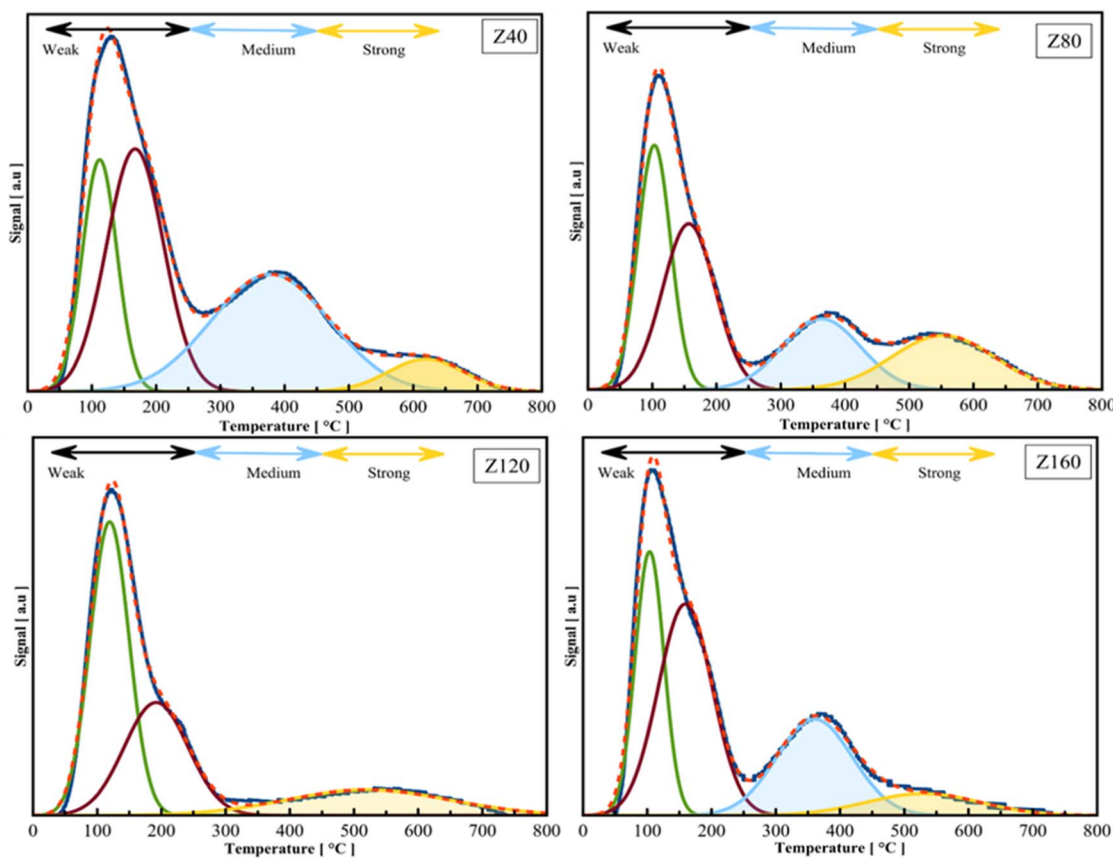 Weak Medium Strong Z40
Signal [ a.u ]
0 100 200 300 400 500 600 700 800
Temperature [ °C ]
Weak Medium Strong Z80
Signal [ a.u ]
0 100 200 300 400 500 600 700 800
Temperature [ °C ]
Weak Medium Strong Z120
Signal [ a.u ]
0 100 200 300 400 500 600 700 800
Temperature [ °C ]
Weak Medium Strong Z160
Signal [ a.u ]
0 100 200 300 400 500 600 700 800
Temperature [ °C ]